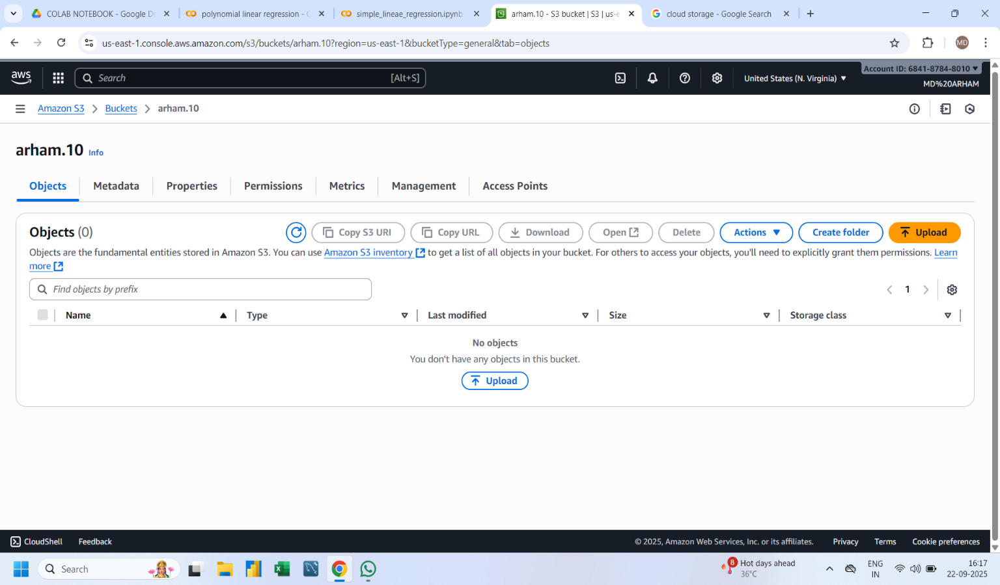 COLAB NOTEBOOK - Google Dr
polynomial linear regression - C
simple_lineae_regression.ipynb
arham.10 - S3 bucket | S3 | us-e
cloud storage - Google Search
us-east-1.console.aws.amazon.com/s3/buckets/arham.10?region=us-east-1&bucketType=general&tab=objects
MD
aws
Search [Alt+S]
United States (N. Virginia)
Account ID: 6841-8784-8010
MD%20ARHAM
Amazon S3 Buckets arham.10
arham.10 Info
Objects Metadata Properties Permissions Metrics Management Access Points
Objects (0)
Copy S3 URI Copy URL Download Open Delete Actions Create folder Upload
Objects are the fundamental entities stored in Amazon S3. You can use Amazon S3 inventory to get a list of all objects in your bucket. For others to access your objects, you'll need to explicitly grant them permissions. Learn
more
Find objects by prefix
1
Name Type Last modified Size Storage class
No objects
You don't have any objects in this bucket.
Upload
CloudShell Feedback © 2025, Amazon Web Services, Inc. or its affiliates. Privacy Terms Cookie preferences
Search
8
Hot days ahead
36°C
ENG
IN
16:17
22-09-2025